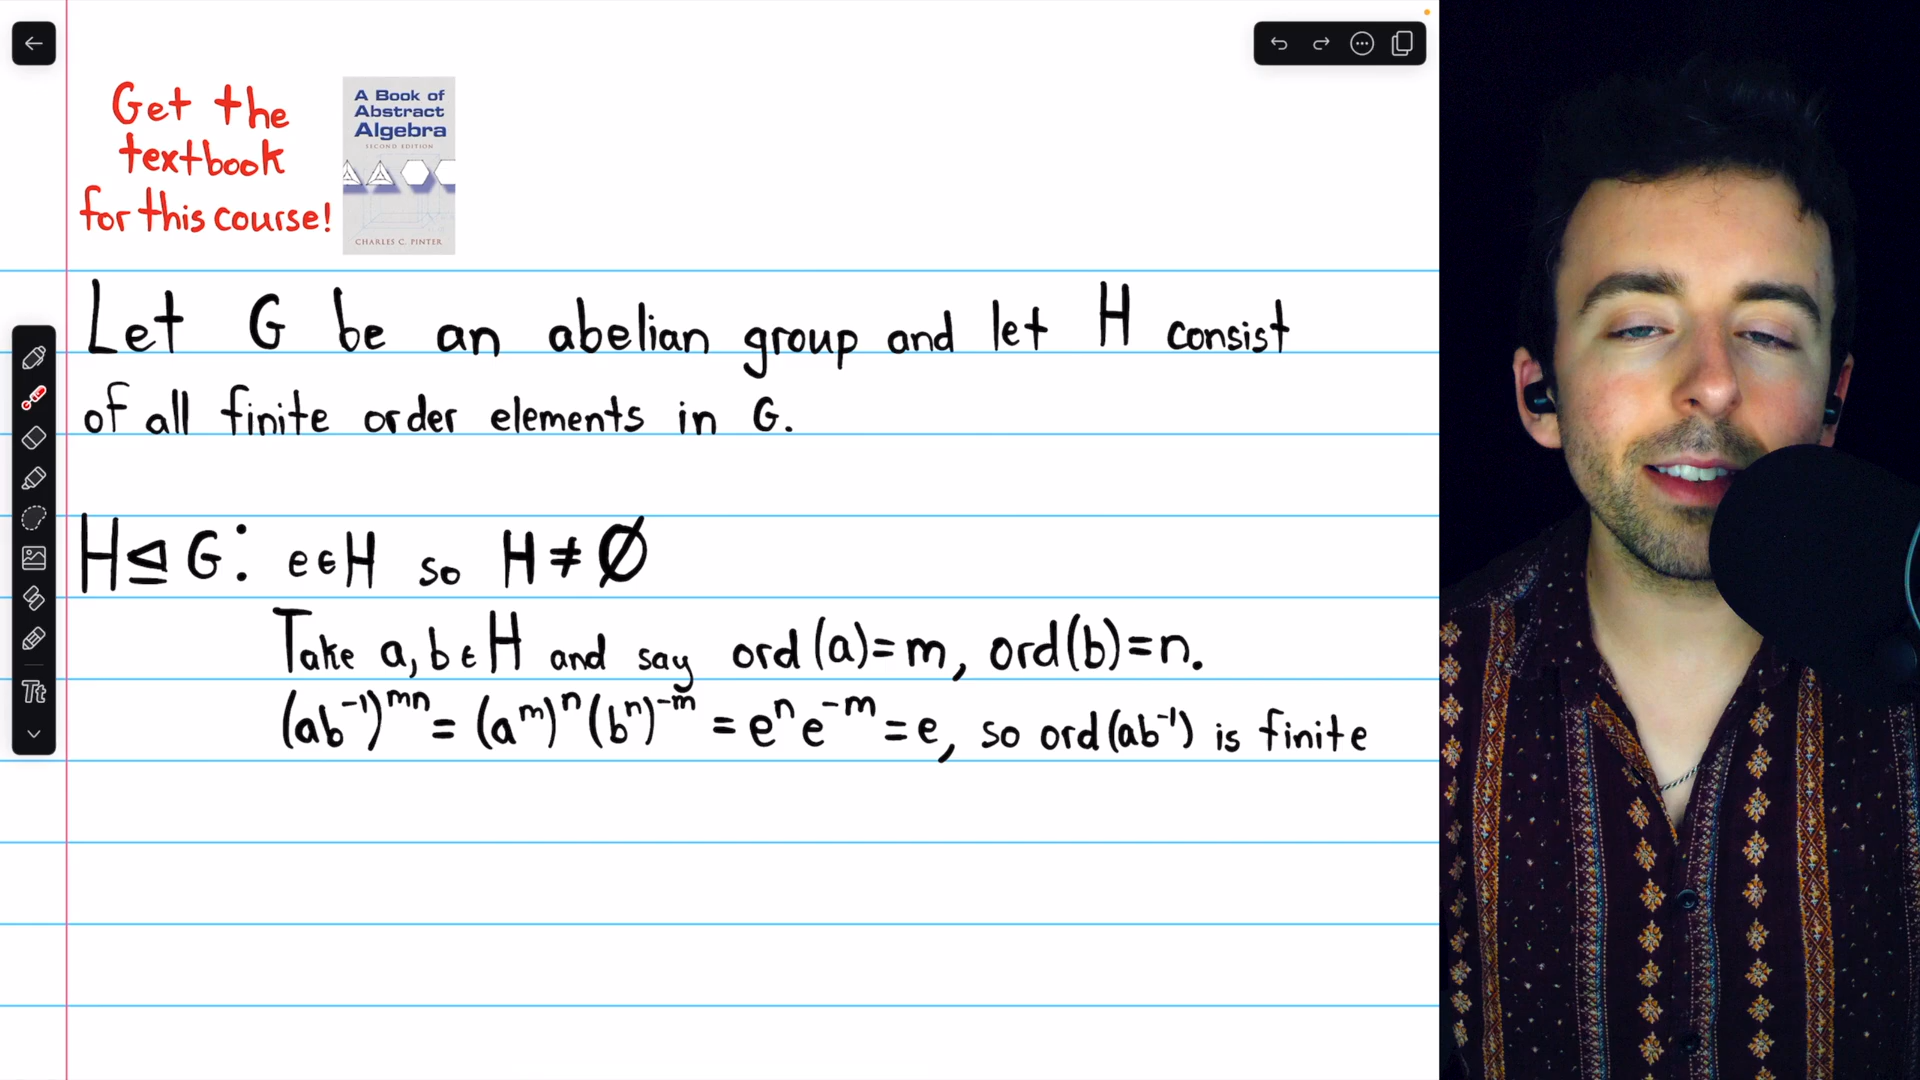 Get the
textbook
for this course!
A Book of
Abstract
Algebra
SECOND EDITION
CHARLES C. PINTER
Let G be an abelian group and let H consist
of all finite order elements in G.
H⊴G: e∈H so H≠∅
Take a,b∈H and say ord(a)=m, ord(b)=n.
(ab⁻¹)ᵐⁿ=(aᵐ)ⁿ(bⁿ)⁻ᵐ=eⁿe⁻ᵐ=e, so ord(ab⁻¹) is finite
Tt